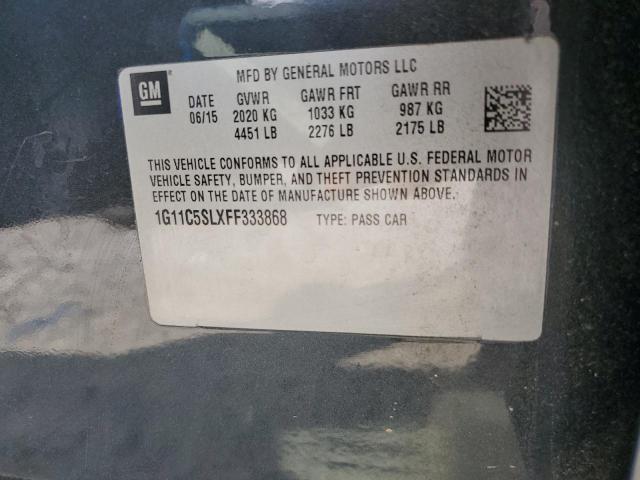 MFD BY GENERAL MOTORS LLC
GM
DATE GVWR GAWR FRT GAWR RR
06/15 2020 KG 1033 KG 987 KG
4451 LB 2276 LB 2175 LB
THIS VEHICLE CONFORMS TO ALL APPLICABLE U.S. FEDERAL MOTOR
VEHICLE SAFETY, BUMPER, AND THEFT PREVENTION STANDARDS IN
EFFECT ON THE DATE OF MANUFACTURE SHOWN ABOVE.
1G11C5SLXFF333868 TYPE: PASS CAR